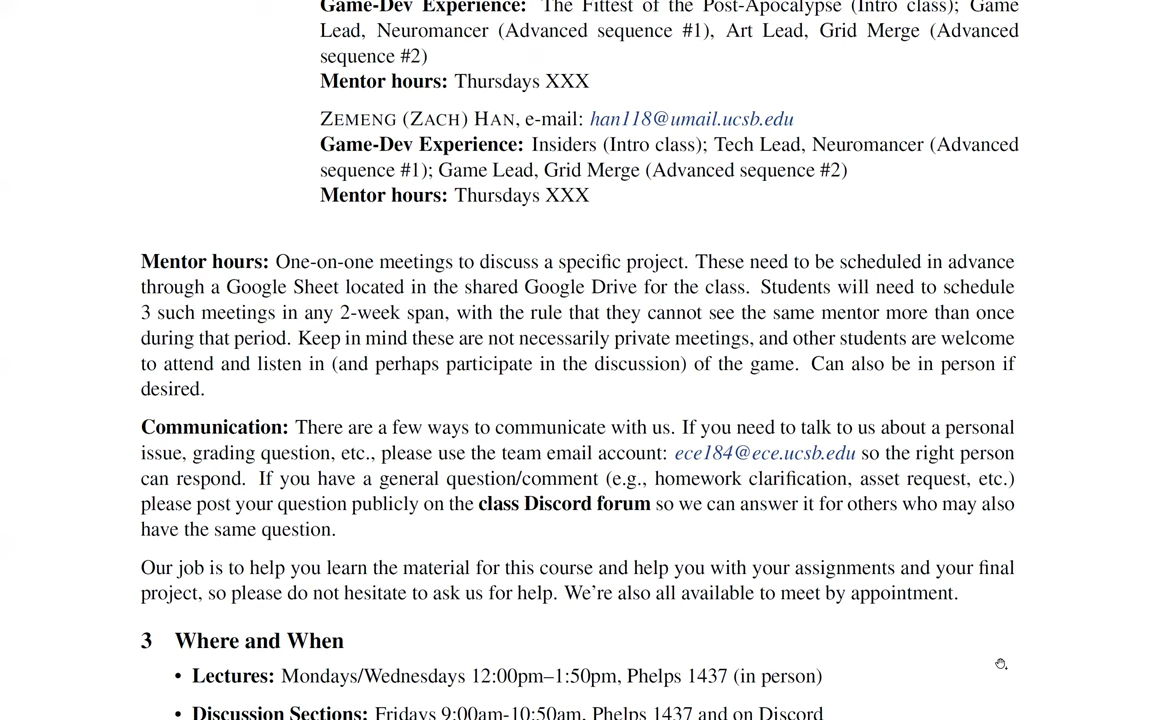 Game-Dev Experience: The Fittest of the Post-Apocalypse (Intro class); Game
Lead, Neuromancer (Advanced sequence #1), Art Lead, Grid Merge (Advanced
sequence #2)
Mentor hours: Thursdays XXX
ZEMENG (ZACH) HAN, e-mail: han118@umail.ucsb.edu
Game-Dev Experience: Insiders (Intro class); Tech Lead, Neuromancer (Advanced
sequence #1); Game Lead, Grid Merge (Advanced sequence #2)
Mentor hours: Thursdays XXX
Mentor hours: One-on-one meetings to discuss a specific project. These need to be scheduled in advance
through a Google Sheet located in the shared Google Drive for the class. Students will need to schedule
3 such meetings in any 2-week span, with the rule that they cannot see the same mentor more than once
during that period. Keep in mind these are not necessarily private meetings, and other students are welcome
to attend and listen in (and perhaps participate in the discussion) of the game. Can also be in person if
desired.
Communication: There are a few ways to communicate with us. If you need to talk to us about a personal
issue, grading question, etc., please use the team email account: ece184@ece.ucsb.edu so the right person
can respond. If you have a general question/comment (e.g., homework clarification, asset request, etc.)
please post your question publicly on the class Discord forum so we can answer it for others who may also
have the same question.
Our job is to help you learn the material for this course and help you with your assignments and your final
project, so please do not hesitate to ask us for help. We're also all available to meet by appointment.
3 Where and When
• Lectures: Mondays/Wednesdays 12:00pm–1:50pm, Phelps 1437 (in person)
• Discussion Sections: Fridays 9:00am-10:50am, Phelps 1437 and on Discord